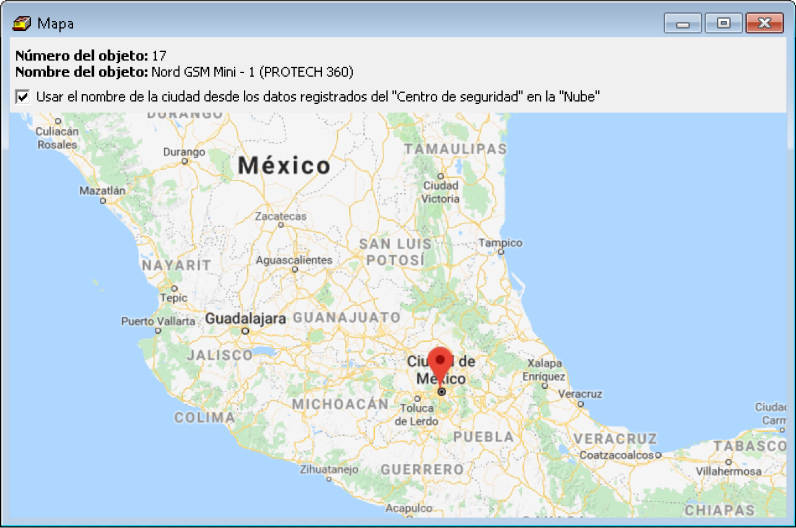 Mapa
Número del objeto: 17
Nombre del objeto: Nord GSM Mini - 1 (PROTECH 360)
Usar el nombre de la ciudad desde los datos registrados del "Centro de seguridad" en la "Nube"
DURANGO
Culiacán
Rosales
Durango
México
TAMAULIPAS
Ciudad
Victoria
Mazatlán
Zacatecas
SAN LUIS
POTOSÍ
Tampico
Aguascalientes
NAYARIT
Tepic
Puerto Vallarta
Guadalajara
GUANAJUATO
JALISCO
Ciudad de
México
Xalapa
Enríquez
Veracruz
MICHOACÁN
Toluca
de Lerdo
COLIMA
PUEBLA
VERACRUZ
Coatzacoalcos
Ciudad
Carm
TABASCO
Villahermosa
Zihuatanejo
GUERRERO
Acapulco
CHIAPAS